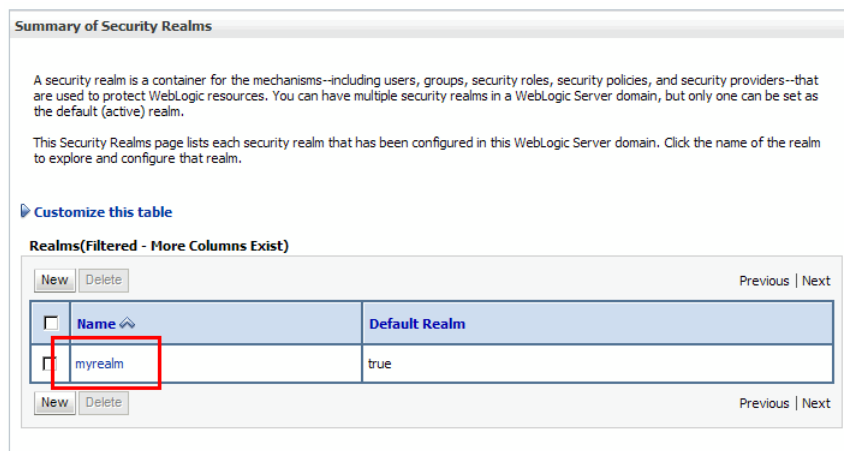 Summary of Security Realms
A security realm is a container for the mechanisms--including users, groups, security roles, security policies, and security providers--that
are used to protect WebLogic resources. You can have multiple security realms in a WebLogic Server domain, but only one can be set as
the default (active) realm.
This Security Realms page lists each security realm that has been configured in this WebLogic Server domain. Click the name of the realm
to explore and configure that realm.
Customize this table
Realms(Filtered - More Columns Exist)
New Delete Previous | Next
Name Default Realm
myrealm true
New Delete Previous | Next